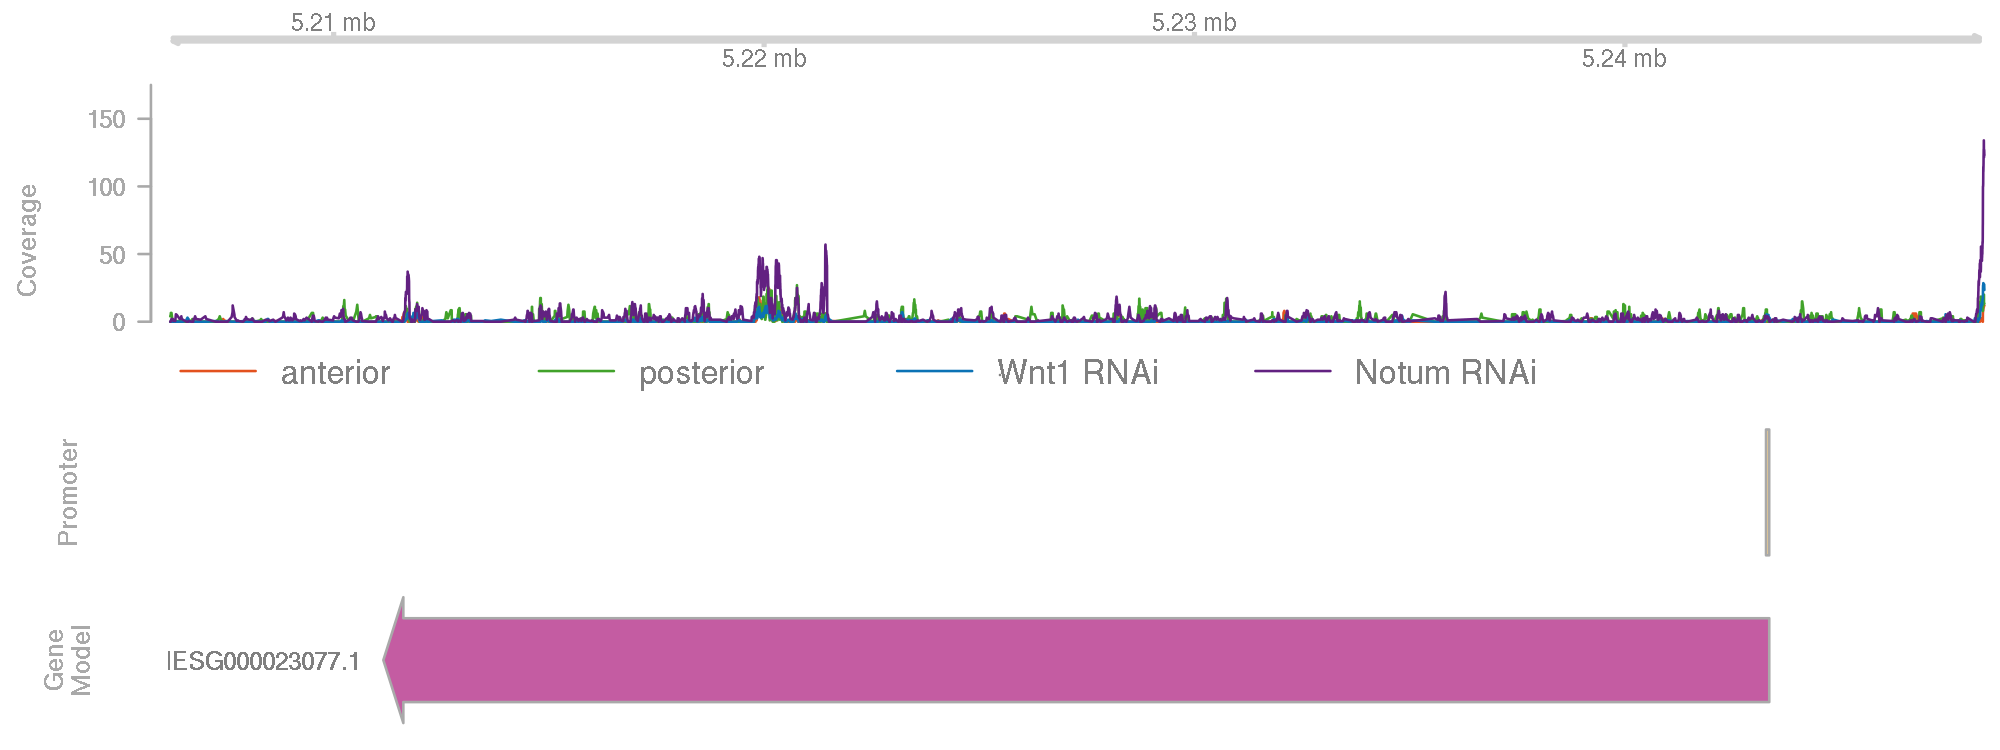 5.21 mb
5.23 mb
5.22 mb
5.24 mb
Coverage
150
100
50
0
anterior
posterior
Wnt1 RNAi
Notum RNAi
Promoter
Gene
Model
IESG000023077.1